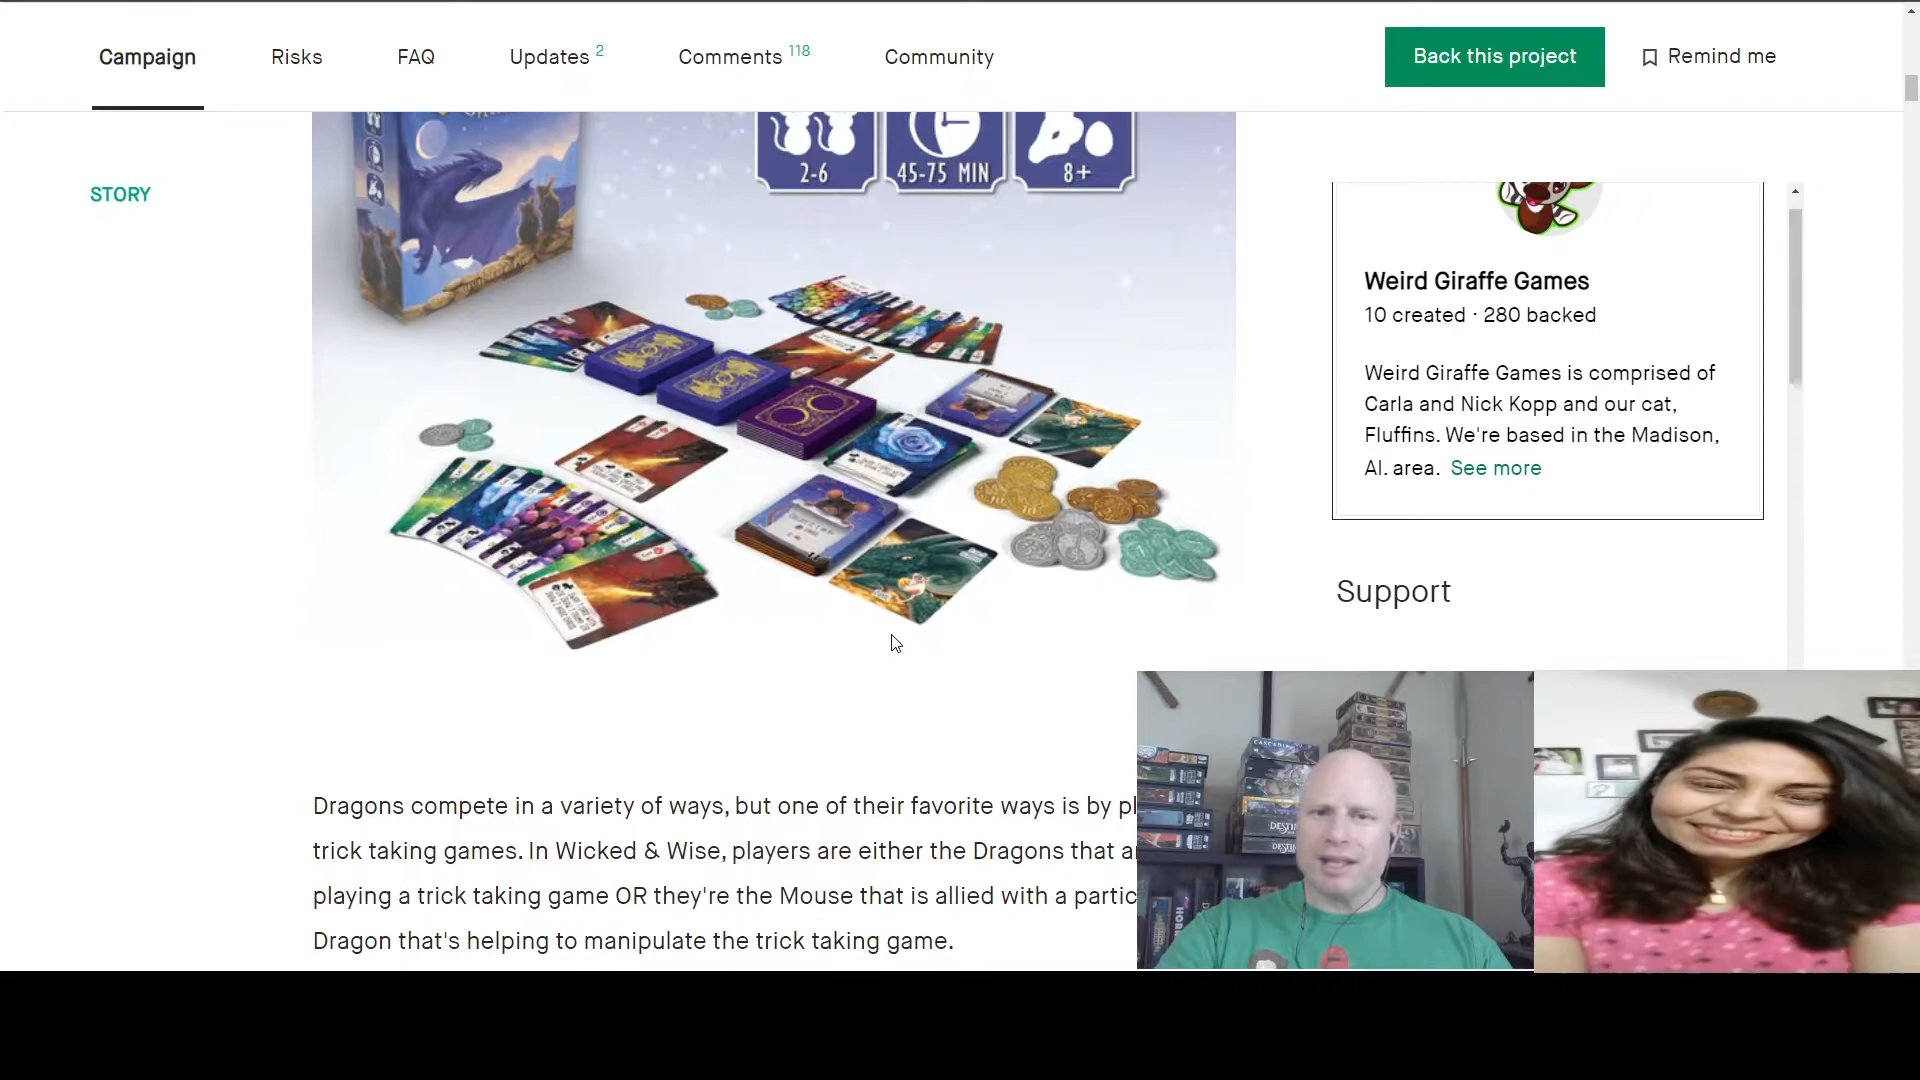 Campaign
Risks
FAQ
Updates 2
Comments 118
Community
Back this project
Remind me
STORY
2-6
45-75 MIN
8+
Weird Giraffe Games
10 created · 280 backed
Weird Giraffe Games is comprised of
Carla and Nick Kopp and our cat,
Fluffins. We're based in the Madison,
Al. area. See more
Support
Dragons compete in a variety of ways, but one of their favorite ways is by pl
trick taking games. In Wicked & Wise, players are either the Dragons that a
playing a trick taking game OR they're the Mouse that is allied with a partic
Dragon that's helping to manipulate the trick taking game.